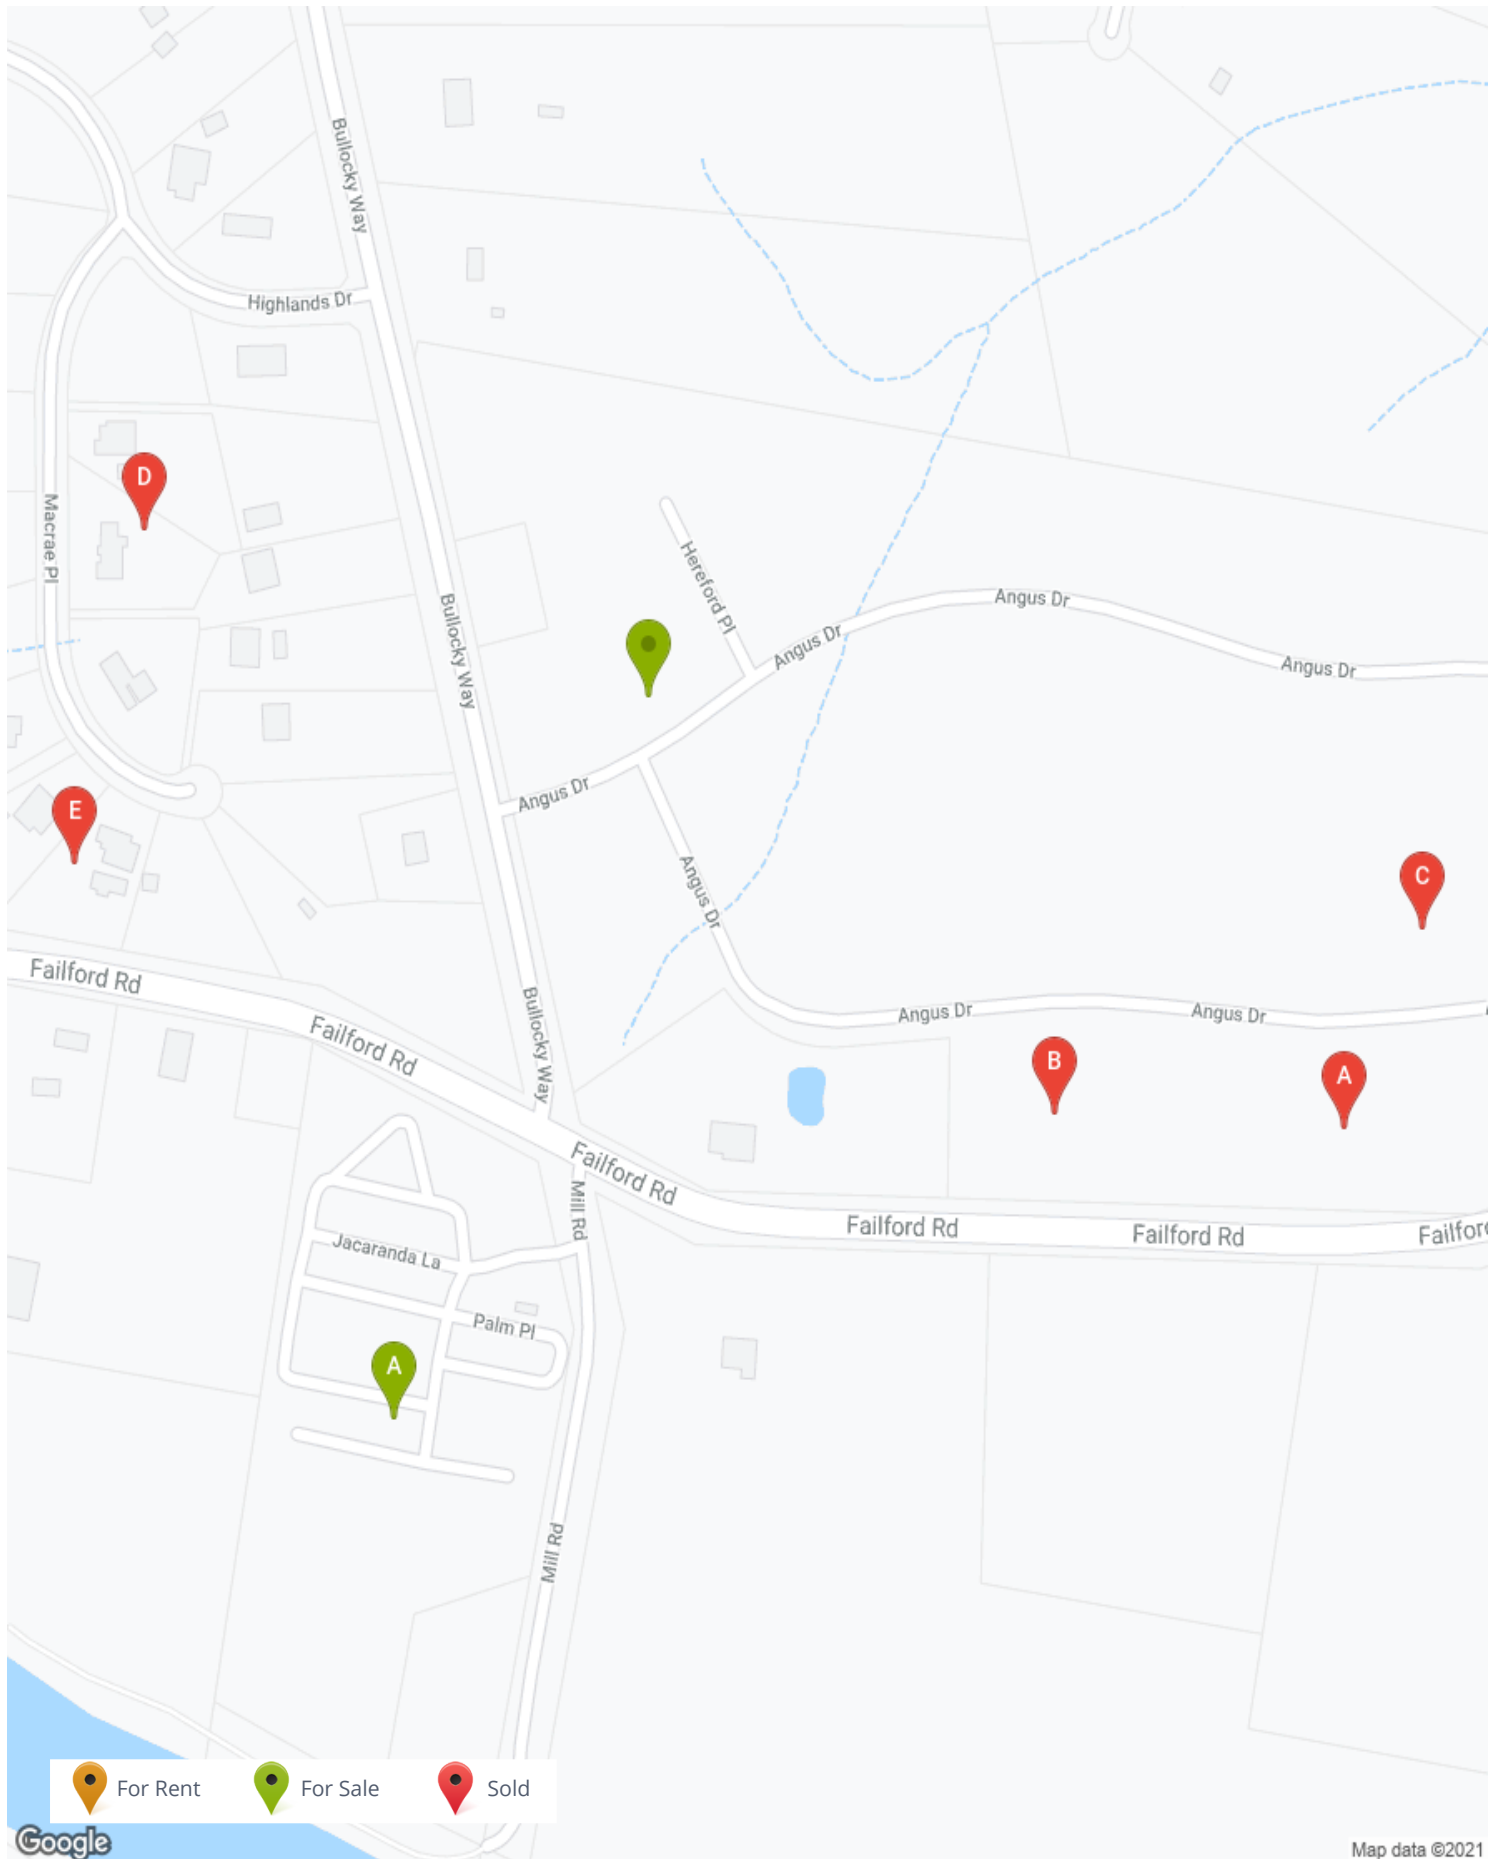 Bullocky Way
Highlands Dr
D
Macrae Pl
Hereford Pl
Angus Dr
Bullocky Way
Angus Dr
Angus Dr
Angus Dr
E
Angus Dr
C
Failford Rd
Bullocky Way
Angus Dr
Angus Dr
Failford Rd
B
A
Failford Rd
Mill Rd
Failford Rd
Failford Rd
Failford
Jacaranda La
Palm Pl
A
Mill Rd
For Rent
For Sale
Sold
Google
Map data ©2021